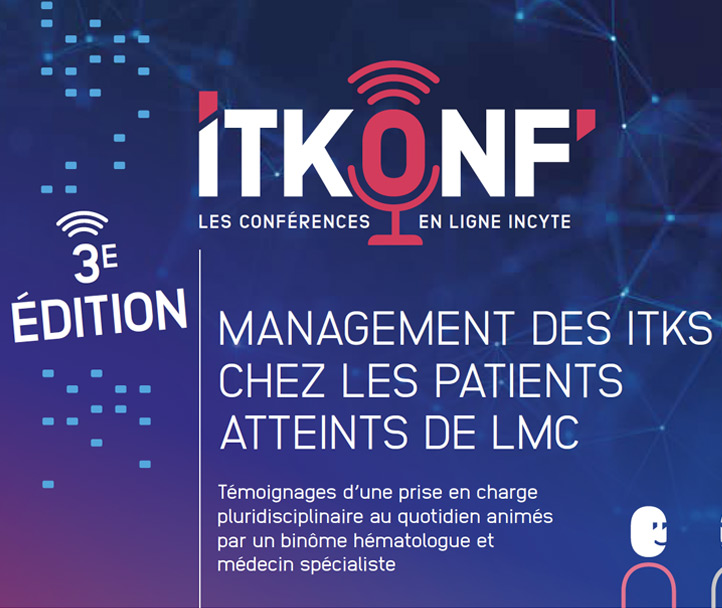 ITKONF'
LES CONFÉRENCES EN LIGNE INCYTE
3E
ÉDITION
MANAGEMENT DES ITKS
CHEZ LES PATIENTS
ATTEINTS DE LMC
Témoignages d'une prise en charge
pluridisciplinaire au quotidien animés
par un binôme hématologue et
médecin spécialiste